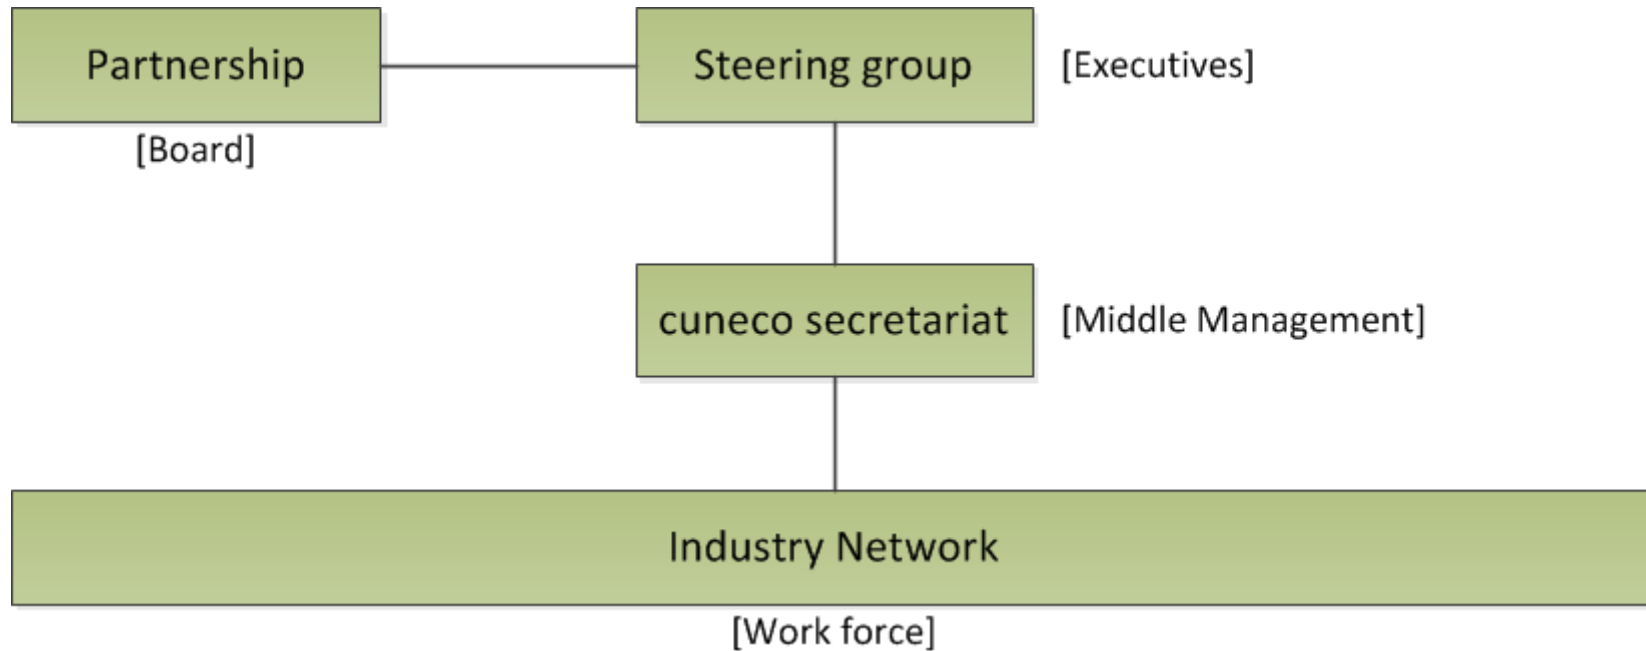 Partnership
Steering group
[Executives]
[Board]
cuneco secretariat
[Middle Management]
Industry Network
[Work force]